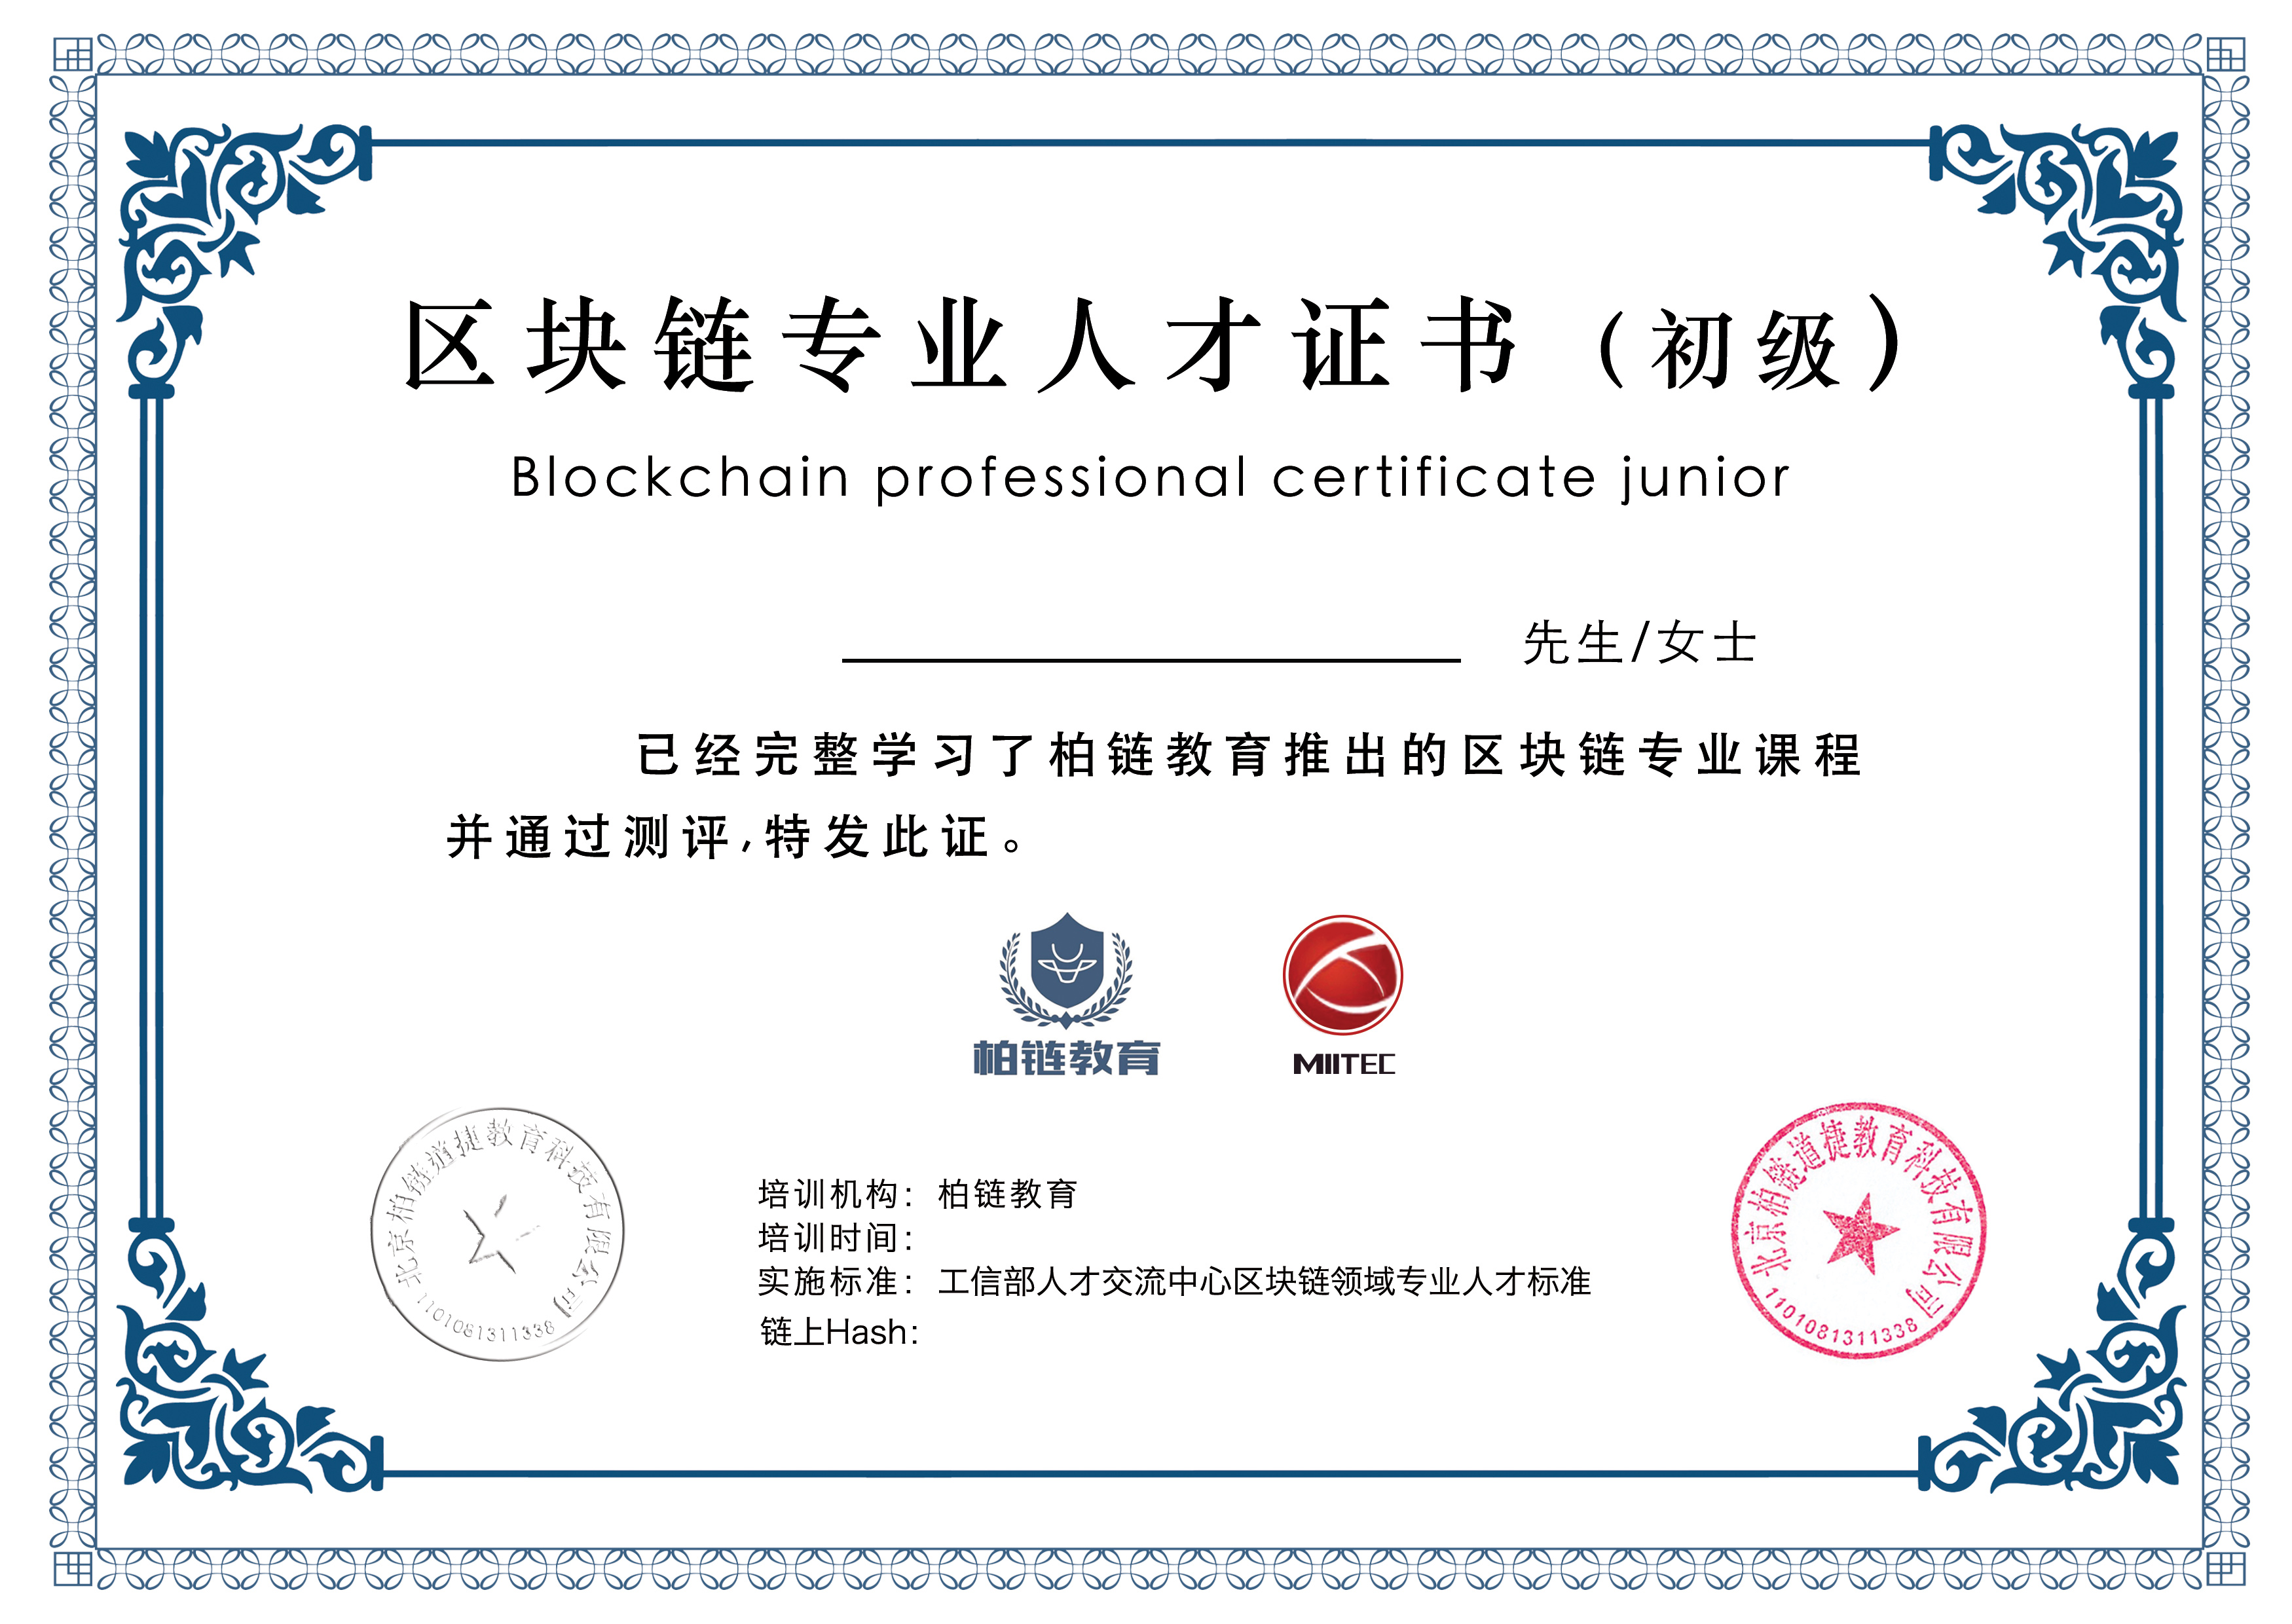 区块链专业人才证书（初级）
Blockchain professional certificate junior
先生/女士
已经完整学习了柏链教育推出的区块链专业课程
并通过测评,特发此证。
柏链教育
MIITEC
北京柏链道捷教育科技有限公司
1101081311338
培训机构：柏链教育
培训时间：
实施标准：工信部人才交流中心区块链领域专业人才标准
链上Hash：
北京柏链道捷教育科技有限公司
1101081311338